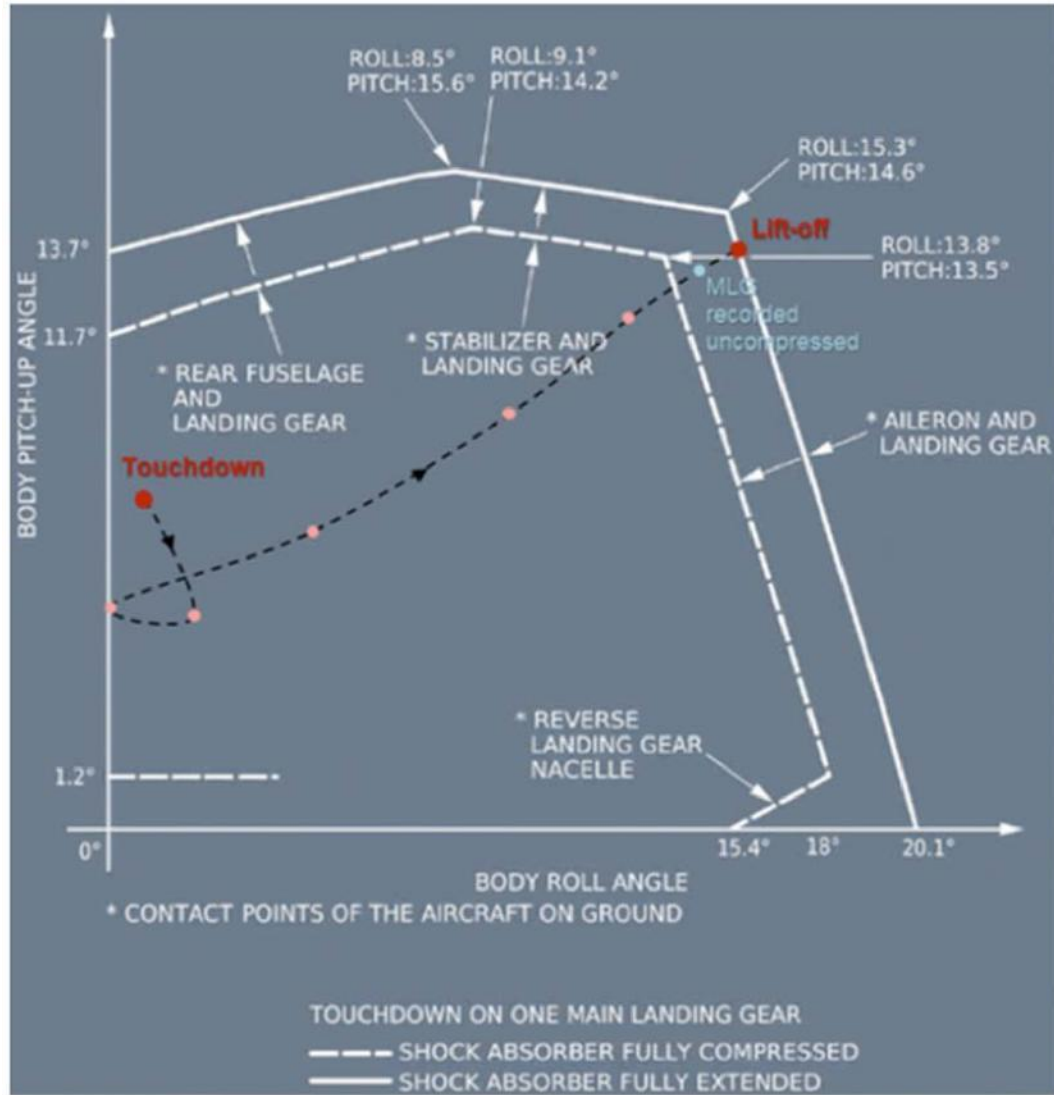 ROLL:8.5°
PITCH:15.6°
ROLL:9.1°
PITCH:14.2°
ROLL:15.3°
PITCH:14.6°
Lift-off
ROLL:13.8°
PITCH:13.5°
13.7°
11.7°
MLG
recorded
uncompressed
* STABILIZER AND
LANDING GEAR
* REAR FUSELAGE
AND
LANDING GEAR
* AILERON AND
LANDING GEAR
BODY PITCH-UP ANGLE
Touchdown
* REVERSE
LANDING GEAR
NACELLE
1.2°
0°
15.4°
18°
20.1°
BODY ROLL ANGLE
* CONTACT POINTS OF THE AIRCRAFT ON GROUND
TOUCHDOWN ON ONE MAIN LANDING GEAR
SHOCK ABSORBER FULLY COMPRESSED
SHOCK ABSORBER FULLY EXTENDED